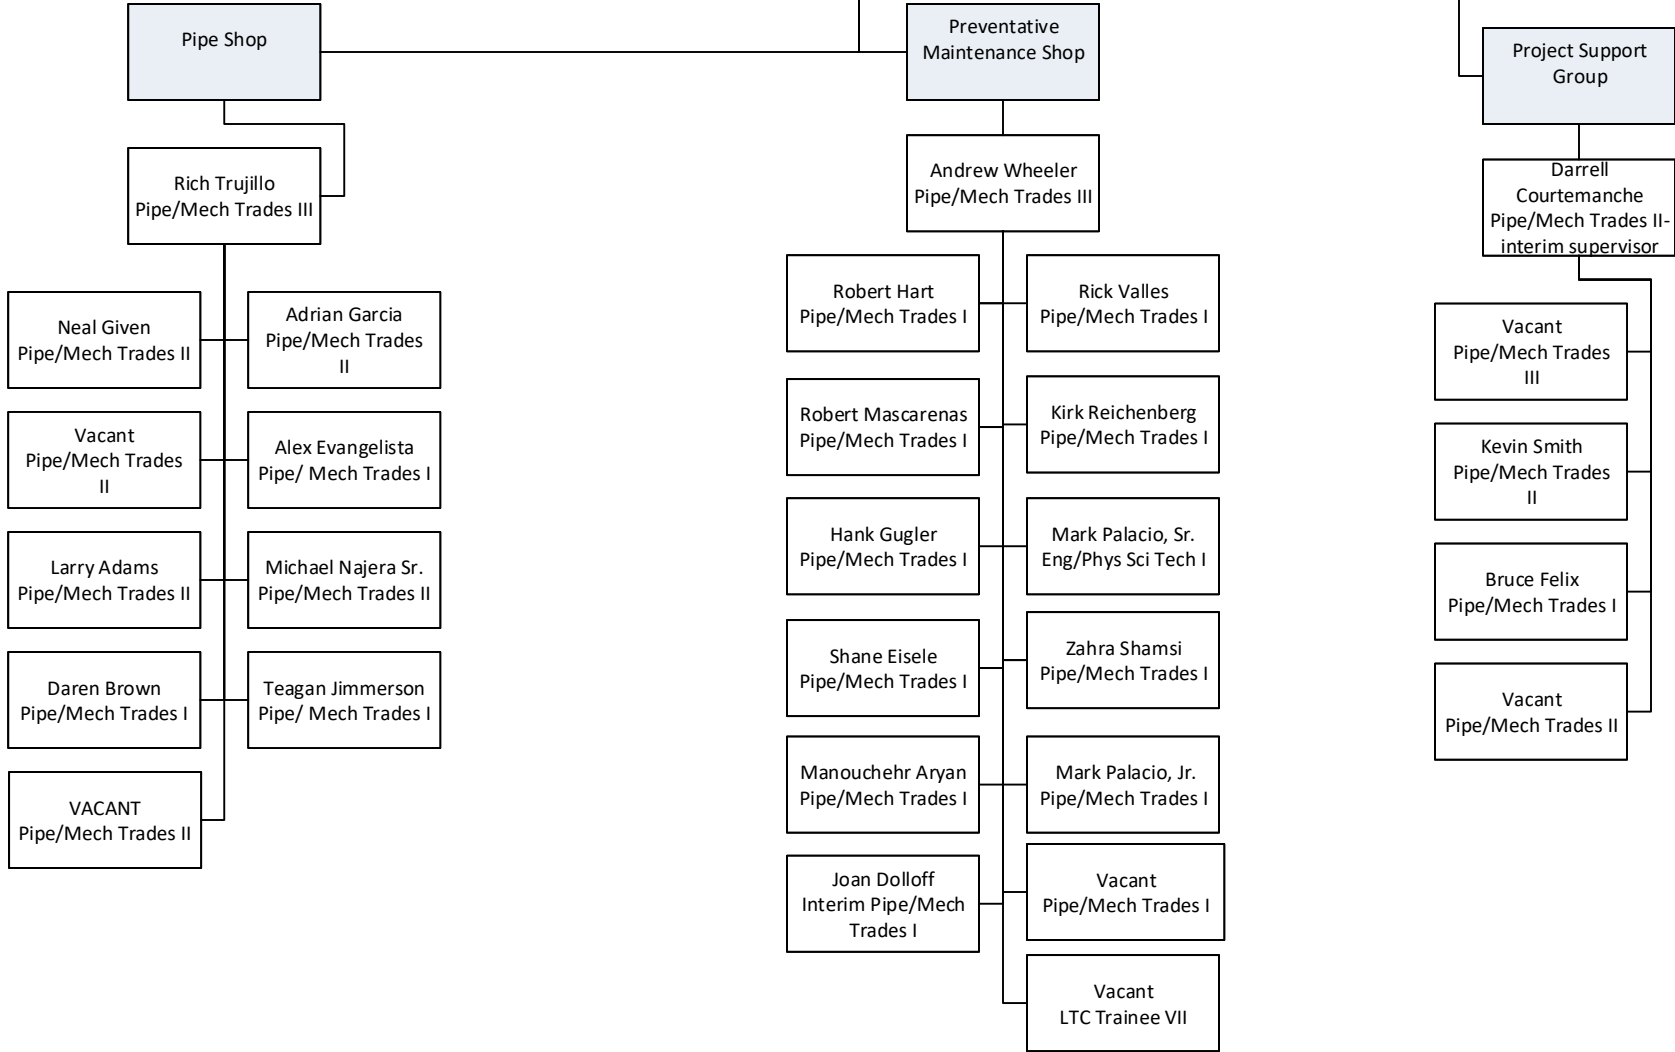 Pipe Shop
Rich Trujillo
Pipe/Mech Trades III
Neal Given
Pipe/Mech Trades II
Adrian Garcia
Pipe/Mech Trades
II
Vacant
Pipe/Mech Trades
II
Alex Evangelista
Pipe/ Mech Trades I
Larry Adams
Pipe/Mech Trades II
Michael Najera Sr.
Pipe/Mech Trades II
Daren Brown
Pipe/Mech Trades I
Teagan Jimmerson
Pipe/ Mech Trades I
VACANT
Pipe/Mech Trades II
Preventative
Maintenance Shop
Andrew Wheeler
Pipe/Mech Trades III
Robert Hart
Pipe/Mech Trades I
Rick Valles
Pipe/Mech Trades I
Robert Mascarenas
Pipe/Mech Trades I
Kirk Reichenberg
Pipe/Mech Trades I
Hank Gugler
Pipe/Mech Trades I
Mark Palacio, Sr.
Eng/Phys Sci Tech I
Shane Eisele
Pipe/Mech Trades I
Zahra Shamsi
Pipe/Mech Trades I
Manouchehr Aryan
Pipe/Mech Trades I
Mark Palacio, Jr.
Pipe/Mech Trades I
Joan Dolloff
Interim Pipe/Mech
Trades I
Vacant
Pipe/Mech Trades I
Vacant
LTC Trainee VII
Project Support
Group
Darrell
Courtemanche
Pipe/Mech Trades II-
interim supervisor
Vacant
Pipe/Mech Trades
III
Kevin Smith
Pipe/Mech Trades
II
Bruce Felix
Pipe/Mech Trades I
Vacant
Pipe/Mech Trades II